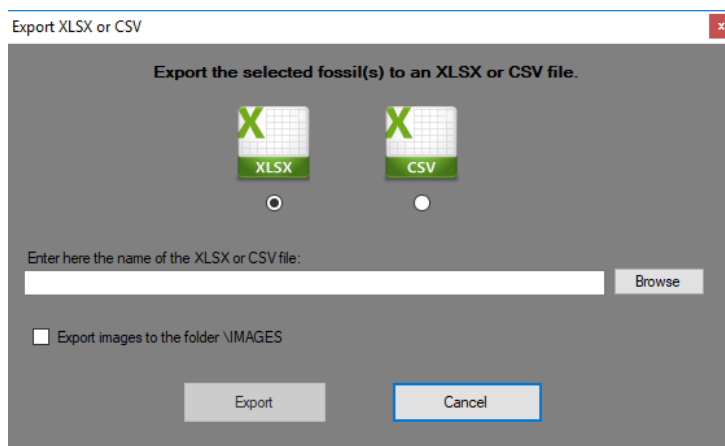 Export XLSX or CSV
x
Export the selected fossil(s) to an XLSX or CSV file.
X X
XLSX CSV
Enter here the name of the XLSX or CSV file:
Browse
Export images to the folder \IMAGES
Export Cancel